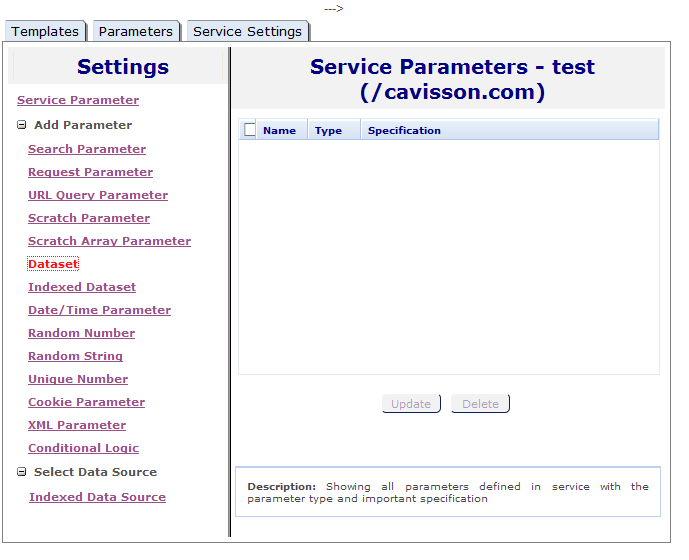 --->
Templates Parameters Service Settings
Settings
Service Parameter
Add Parameter
Search Parameter
Request Parameter
URL Query Parameter
Scratch Parameter
Scratch Array Parameter
Dataset
Indexed Dataset
Date/Time Parameter
Random Number
Random String
Unique Number
Cookie Parameter
XML Parameter
Conditional Logic
Select Data Source
Indexed Data Source
Service Parameters - test
(/cavisson.com)
Name Type Specification
Update Delete
Description: Showing all parameters defined in service with the
parameter type and important specification